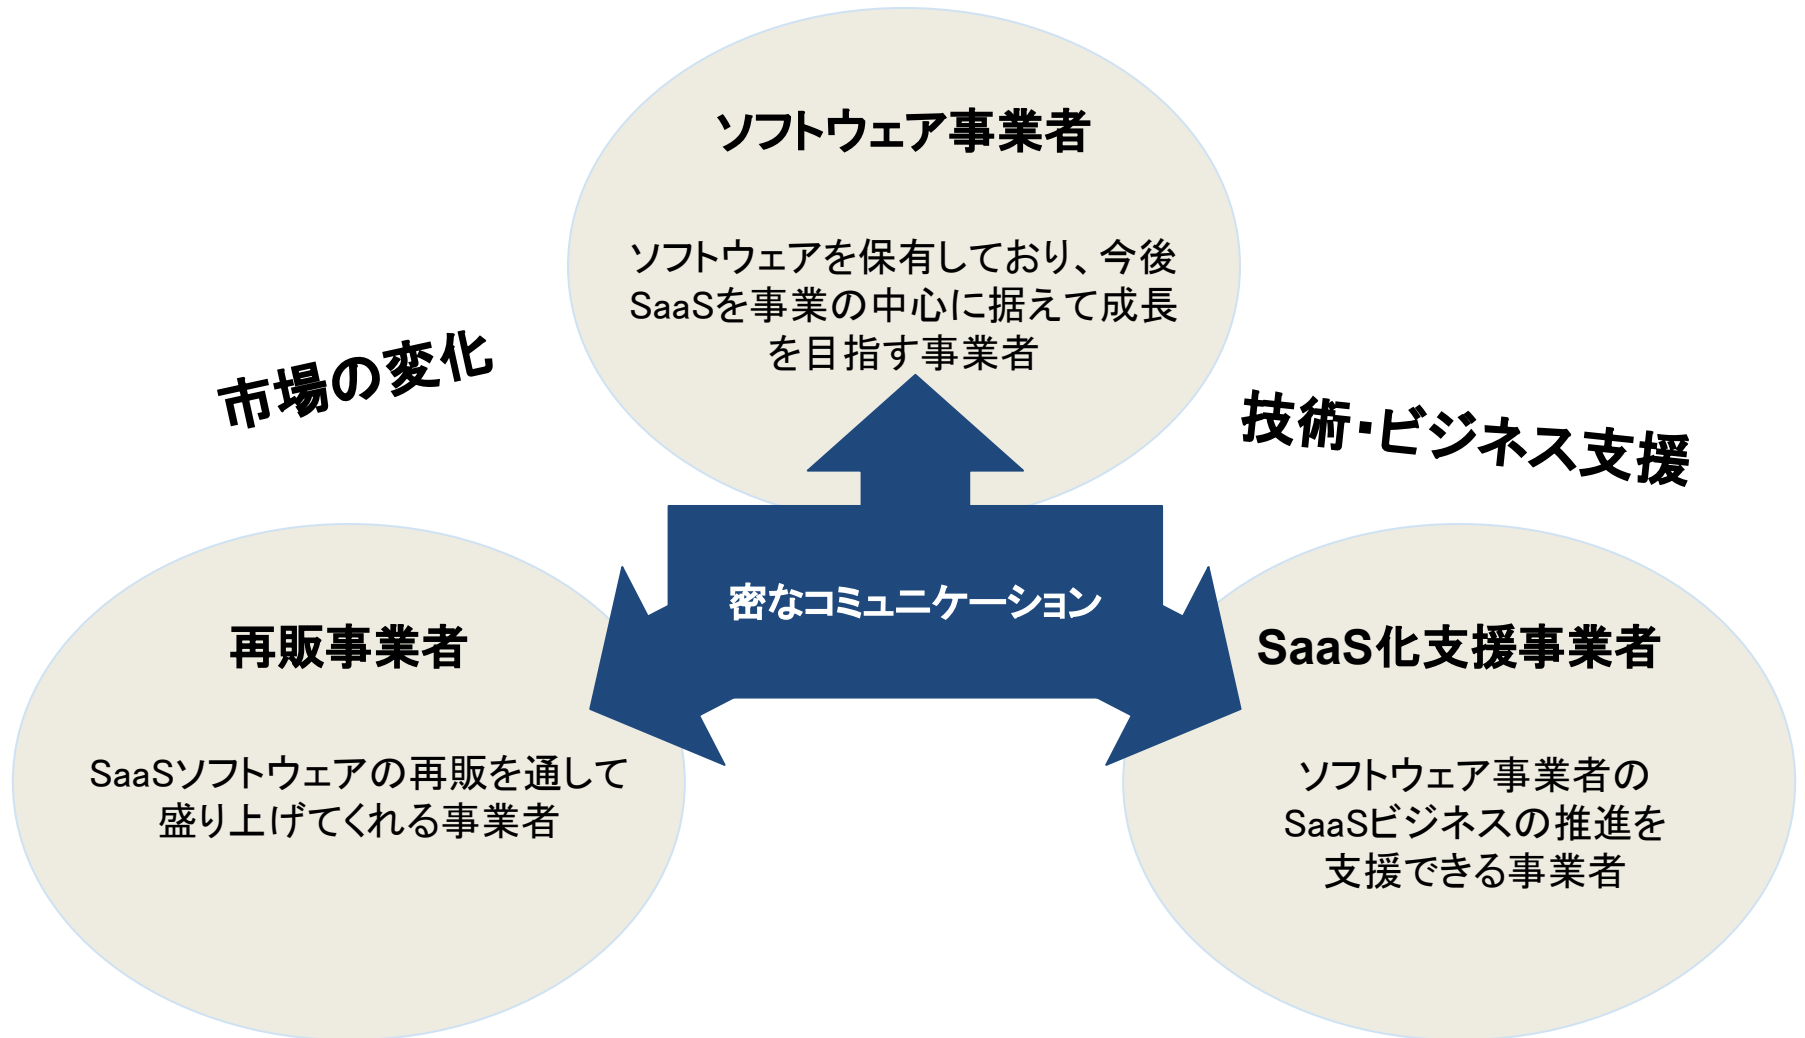 ソフトウェア事業者
ソフトウェアを保有しており、今後
SaaSを事業の中心に据えて成長
を目指す事業者
市場の変化
技術・ビジネス支援
密なコミュニケーション
再販事業者
SaaSソフトウェアの再販を通して
盛り上げてくれる事業者
SaaS化支援事業者
ソフトウェア事業者の
SaaSビジネスの推進を
支援できる事業者